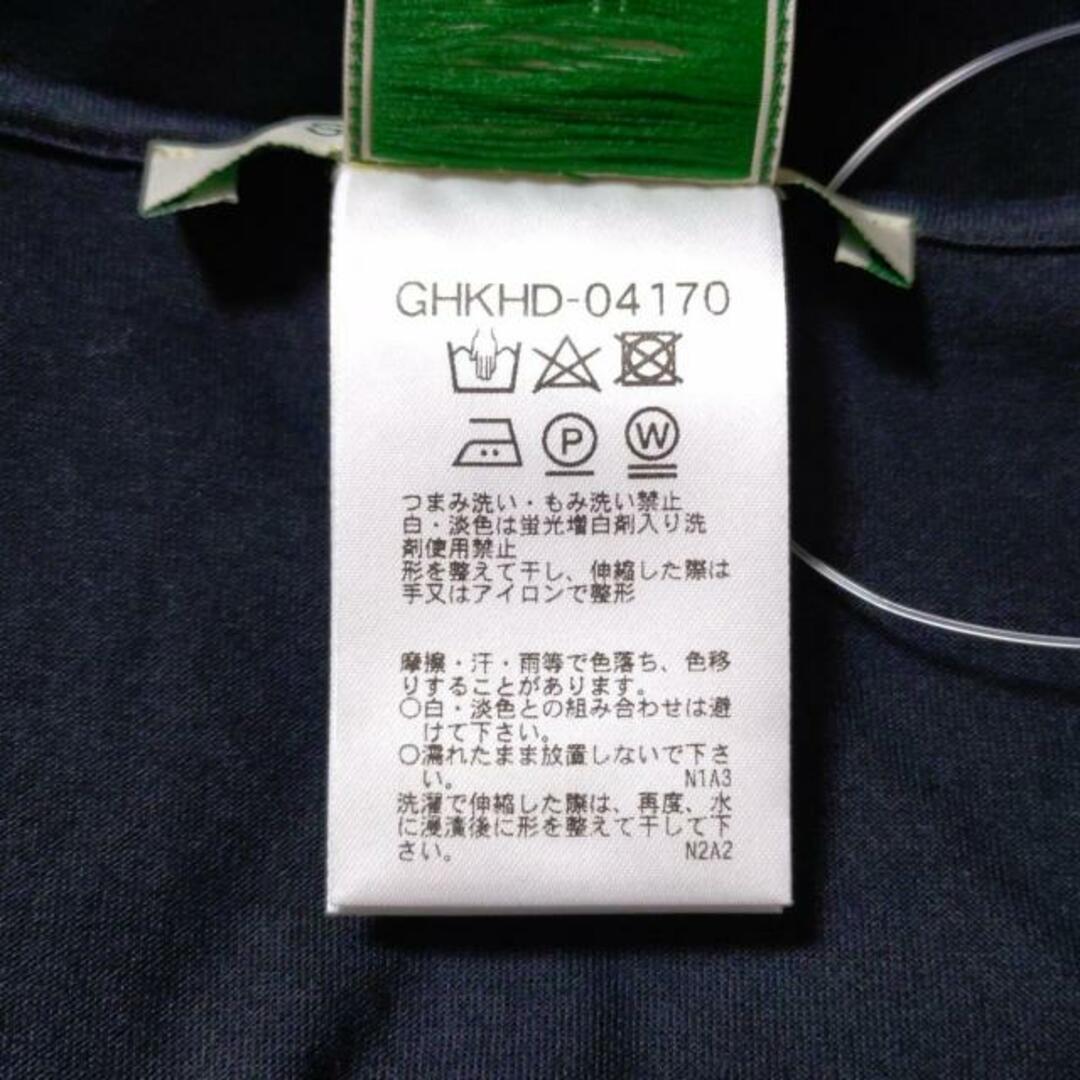 GHKHD-04170
P W
つまみ洗い・もみ洗い禁止
白・淡色は蛍光増白剤入り洗
剤使用禁止
形を整えて干し、伸縮した際は
手又はアイロンで整形
摩擦・汗・雨等で色落ち、色移
りすることがあります。
○白・淡色との組み合わせは避
けて下さい。
○濡れたまま放置しないで下さ
い。 N1A3
洗濯で伸縮した際は、再度、水
に浸漬後に形を整えて干して下
さい。 N2A2